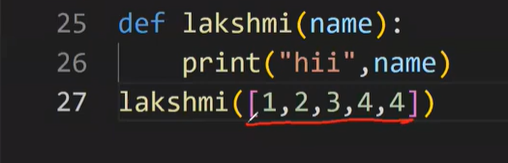 25 def lakshmi(name):
26 print("hii",name)
27 lakshmi([1,2,3,4,4])